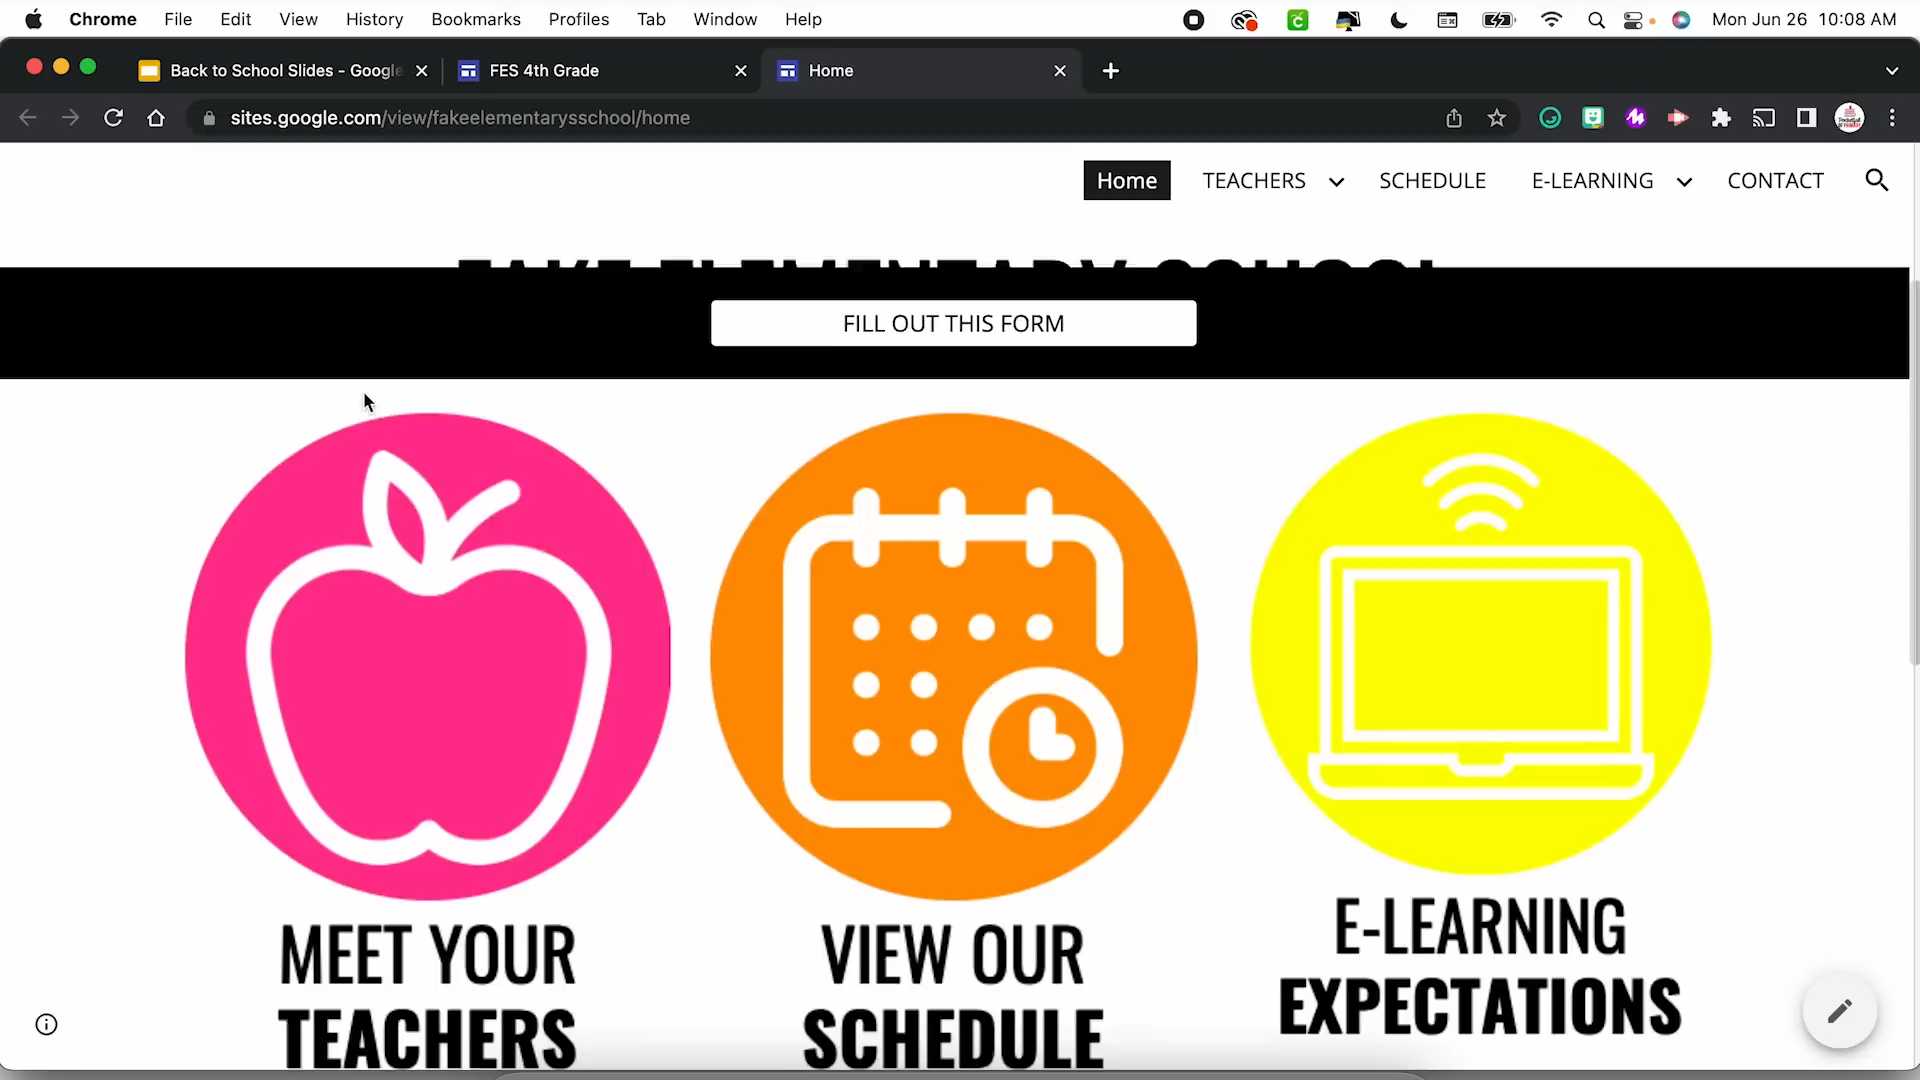 Chrome File Edit View History Bookmarks Profiles Tab Window Help Mon Jun 26 10:08 AM
Back to School Slides - Google FES 4th Grade Home
sites.google.com/view/fakeelementarysschool/home
Home TEACHERS SCHEDULE E-LEARNING CONTACT
FAKE ELEMENTARY SCHOOL
FILL OUT THIS FORM
MEET YOUR
TEACHERS
VIEW OUR
SCHEDULE
E-LEARNING
EXPECTATIONS